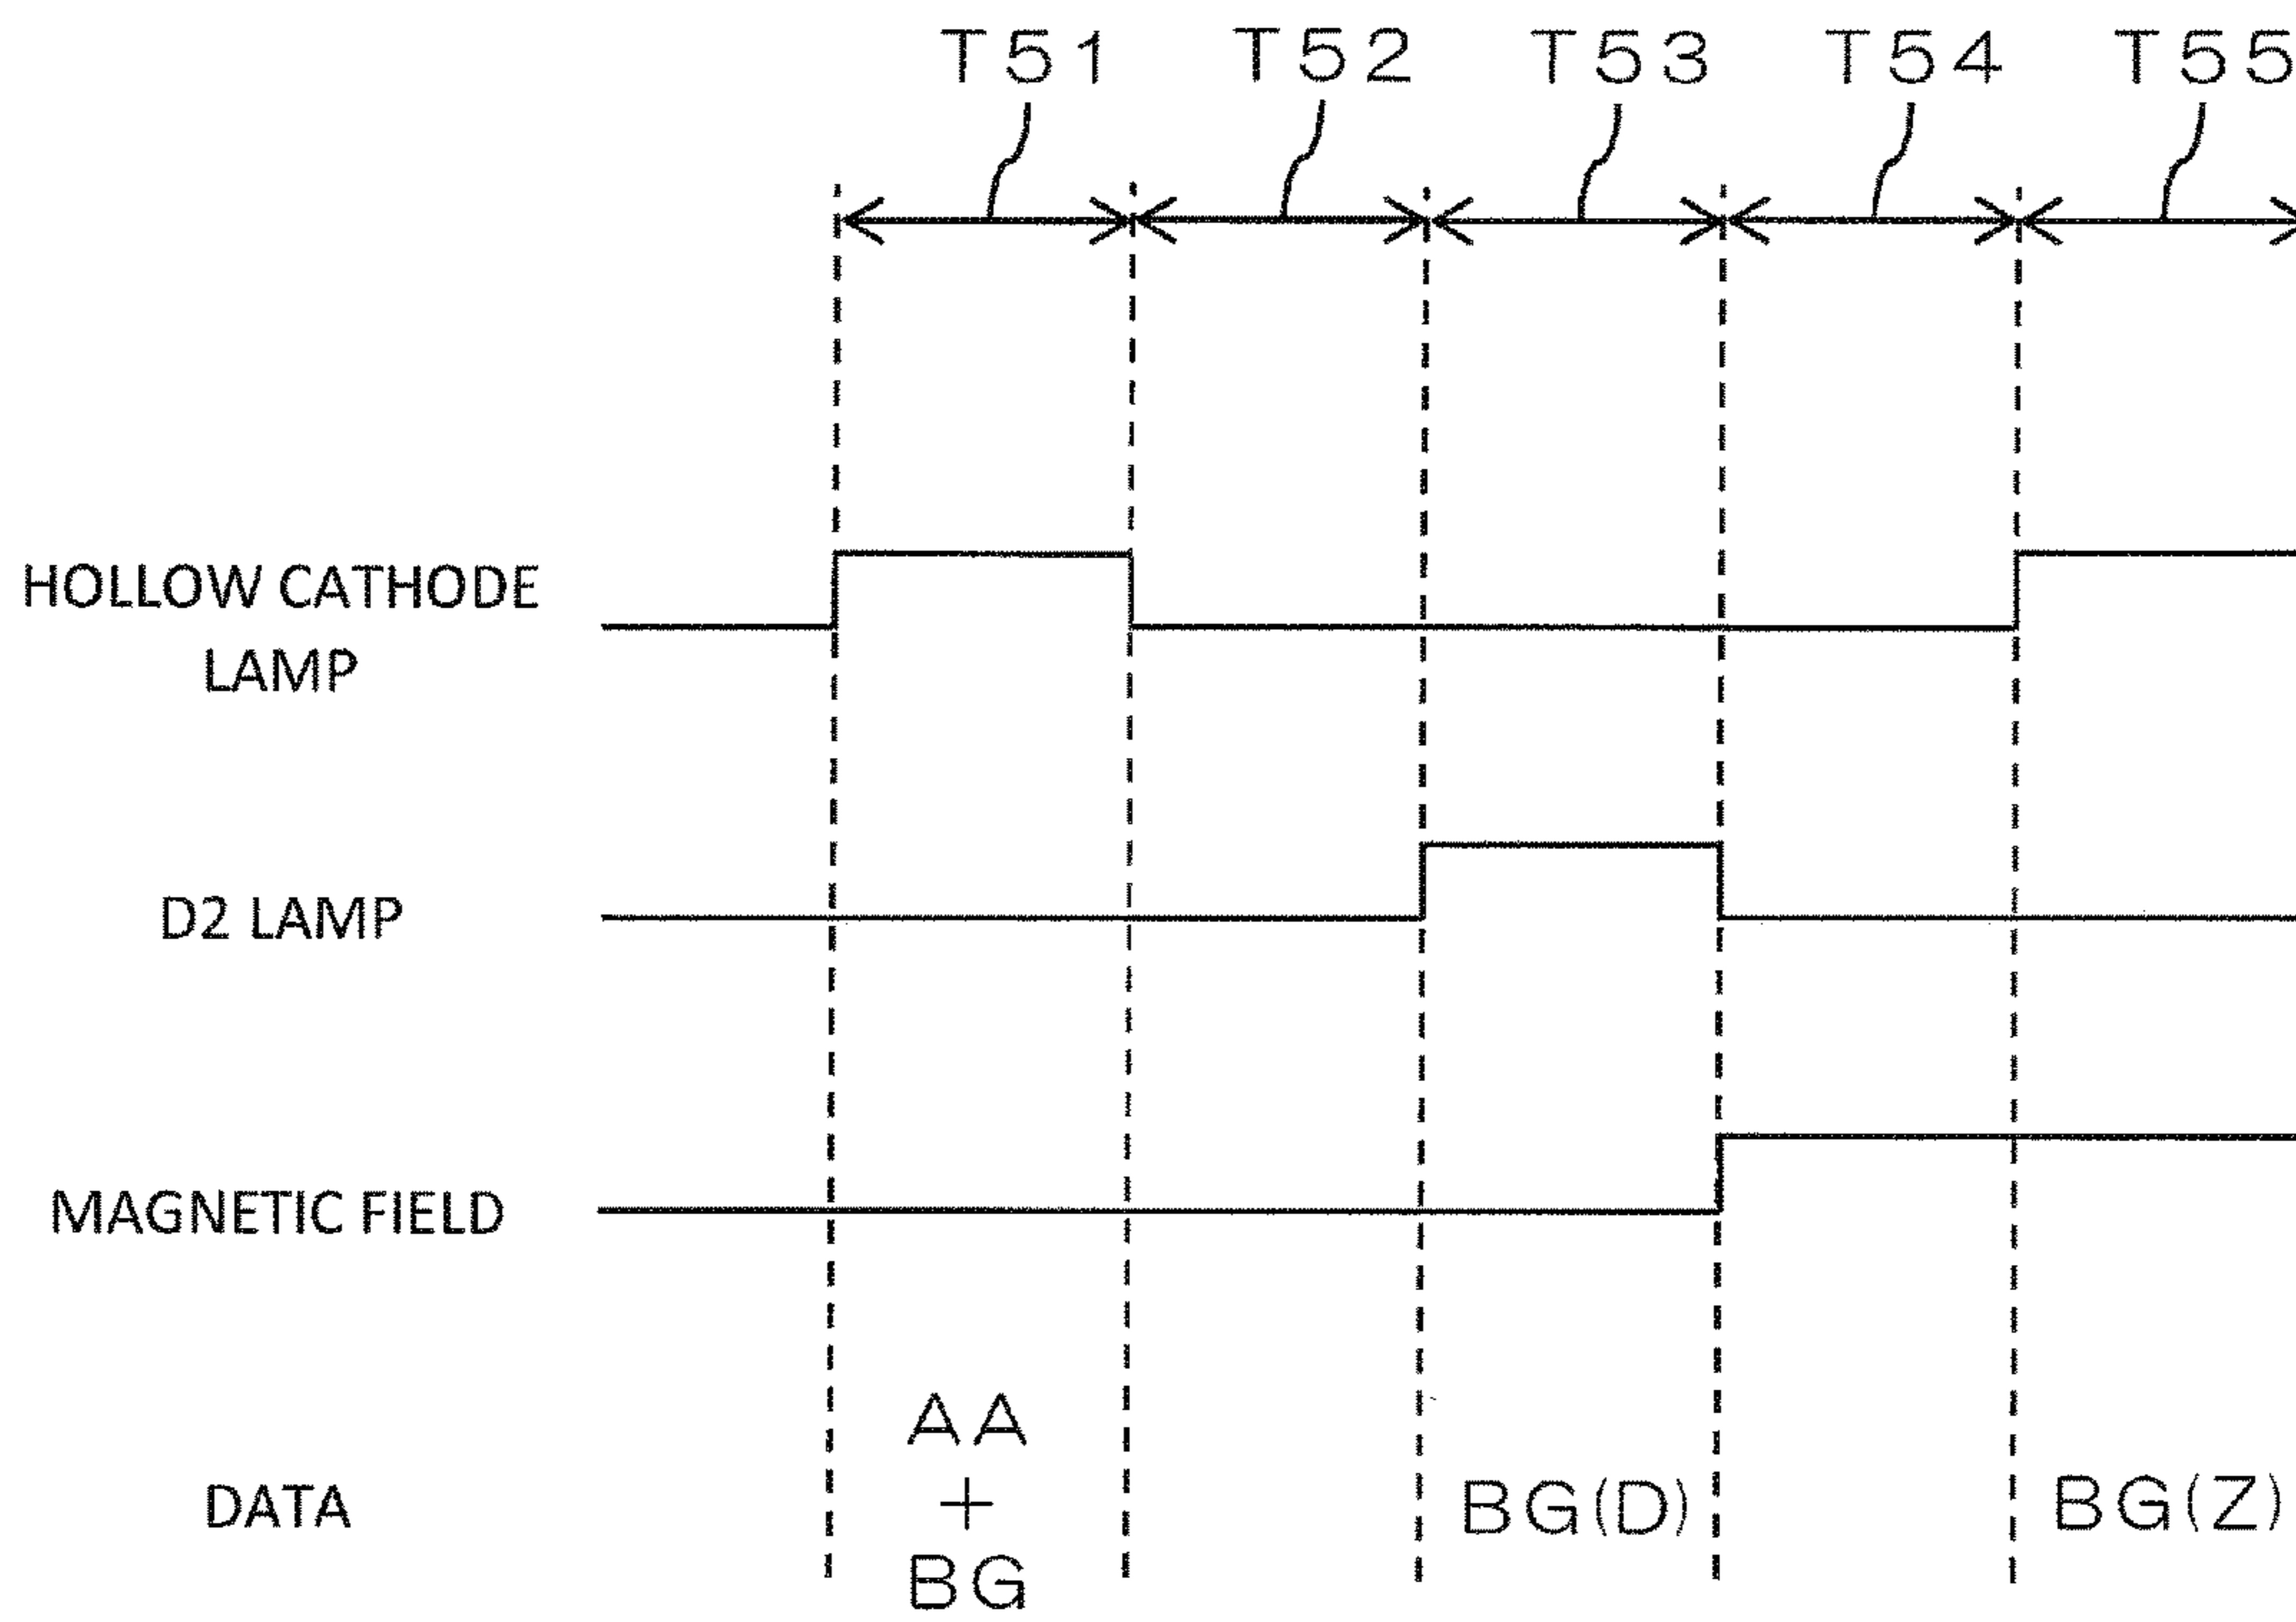 T51 T52 T53 T54 T55
HOLLOW CATHODE
LAMP
D2 LAMP
MAGNETIC FIELD
DATA
AA
+
BG
BG(D)
BG(Z)